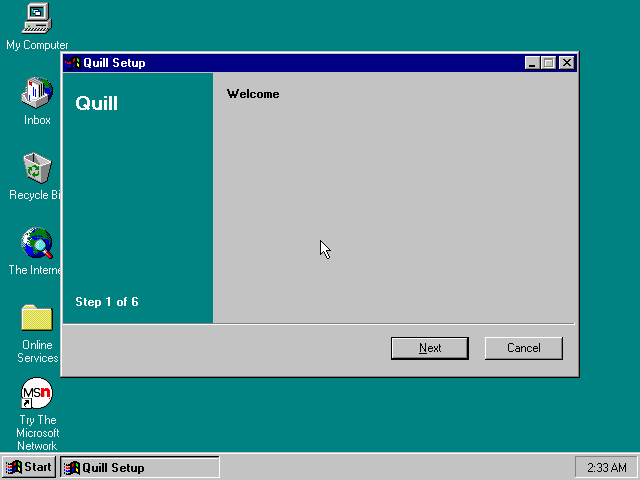 My Computer
Quill Setup
Quill
Welcome
Inbox
Recycle Bi
The Interne
Step 1 of 6
Online
Services
Next
Cancel
MSn
Try The
Microsoft
Network
Start
Quill Setup
2:33 AM